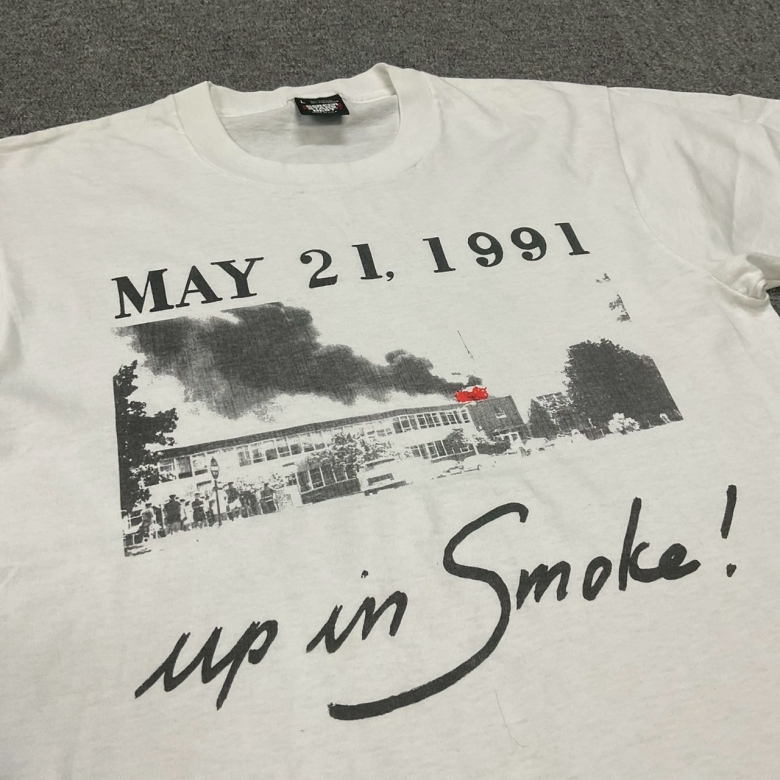 L
MAY 21, 1991
up in Smoke!